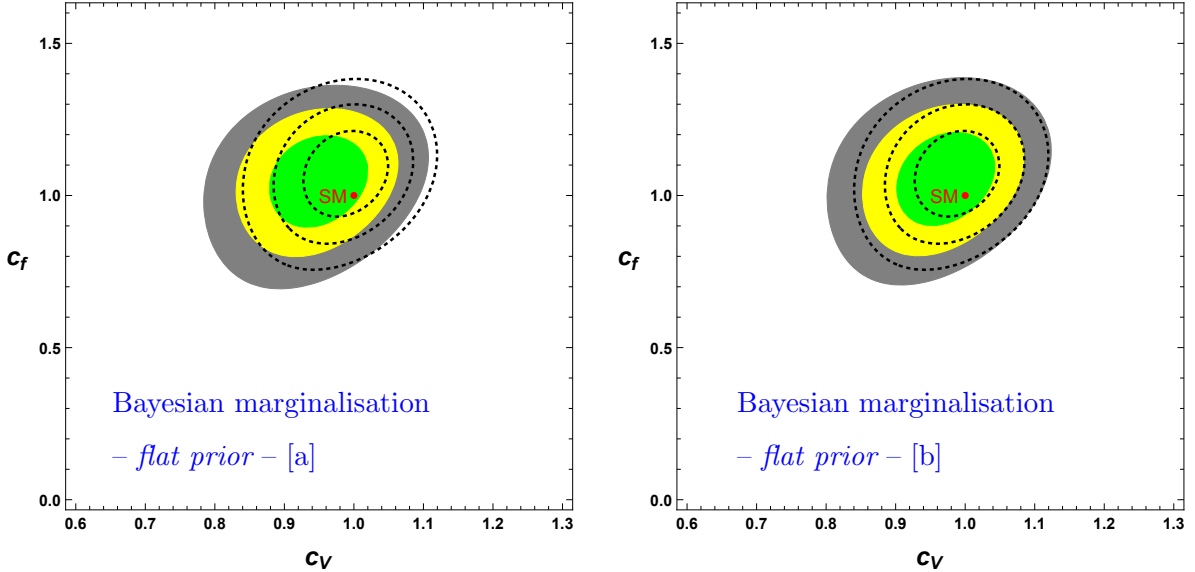 1.5
1.0
0.5
0.0
c_f
SM
Bayesian marginalisation
– flat prior – [a]
0.6 0.7 0.8 0.9 1.0 1.1 1.2 1.3
c_V
1.5
1.0
0.5
0.0
c_f
SM
Bayesian marginalisation
– flat prior – [b]
0.6 0.7 0.8 0.9 1.0 1.1 1.2 1.3
c_V